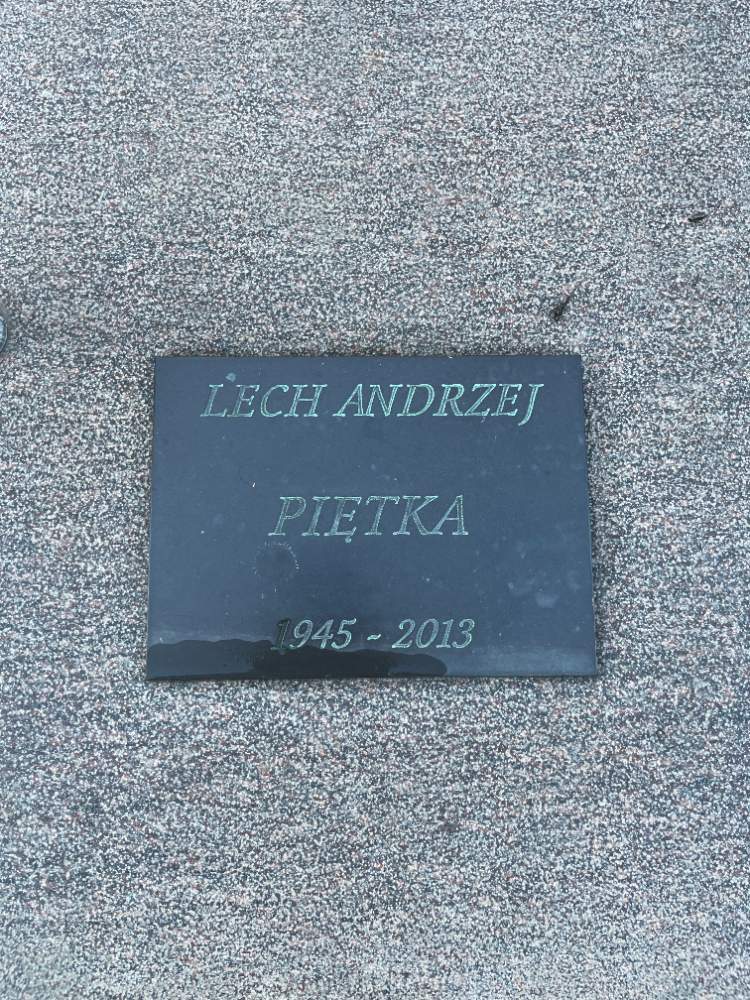 LECH ANDRZEJ
PIĘTKA
1945 - 2013